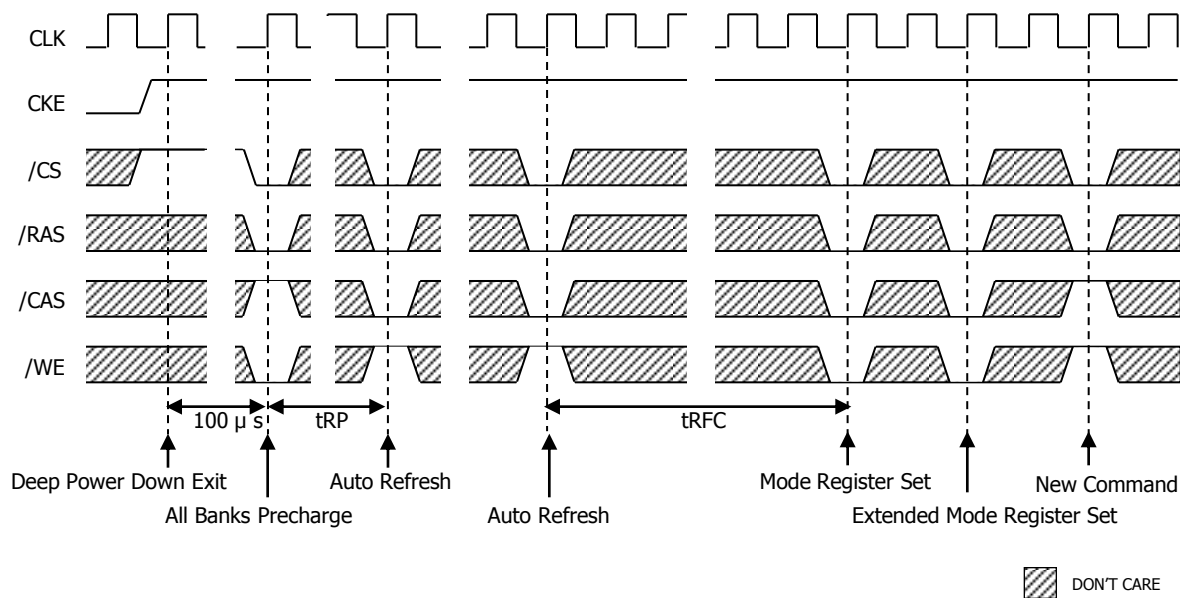 CLK
CKE
/CS
/RAS
/CAS
/WE
100 μ s
tRP
tRFC
Deep Power Down Exit
Auto Refresh
Mode Register Set
New Command
All Banks Precharge
Auto Refresh
Extended Mode Register Set
DON'T CARE